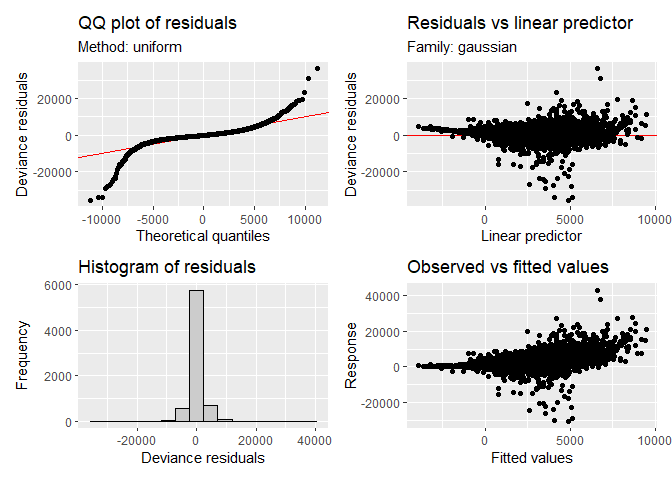 QQ plot of residuals
Method: uniform
Deviance residuals
20000
0
-20000
-10000 -5000 0 5000 10000
Theoretical quantiles
Residuals vs linear predictor
Family: gaussian
Deviance residuals
20000
0
-20000
0 5000 10000
Linear predictor
Histogram of residuals
Frequency
6000
4000
2000
0
-20000 0 20000 40000
Deviance residuals
Observed vs fitted values
Response
40000
20000
0
-20000
0 5000 10000
Fitted values